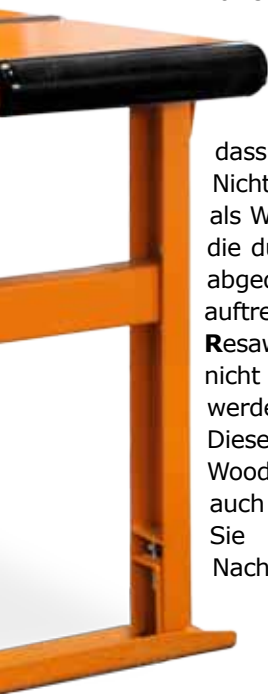 dass
Nicht
als W
die du
abged
auftre
Resaw
nicht
werde
Diese
Wood
auch
Sie
Nach